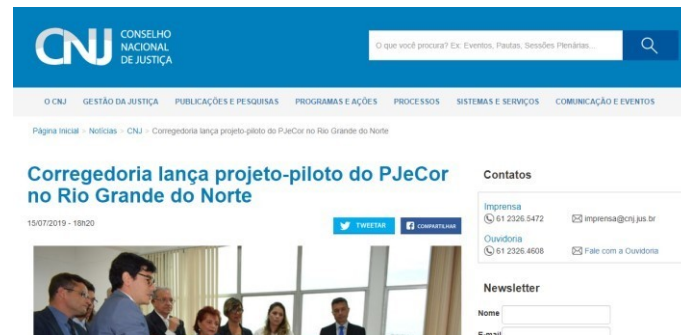 CNJ
CONSELHO
NACIONAL
DE JUSTIÇA
O que você procura? Ex: Eventos, Pautas, Sessões Plenárias...
O CNJ GESTÃO DA JUSTIÇA PUBLICAÇÕES E PESQUISAS PROGRAMAS E AÇÕES PROCESSOS SISTEMAS E SERVIÇOS COMUNICAÇÃO E EVENTOS
Página Inicial › Notícias › CNJ › Corregedoria lança projeto-piloto do PJeCor no Rio Grande do Norte
Corregedoria lança projeto-piloto do PJeCor
no Rio Grande do Norte
15/07/2019 - 18h20
TWEETAR COMPARTILHAR
Contatos
Imprensa
61 2326.5472 imprensa@cnj.jus.br
Ouvidoria
61 2326.4608 Fale com a Ouvidoria
Newsletter
Nome
E-mail